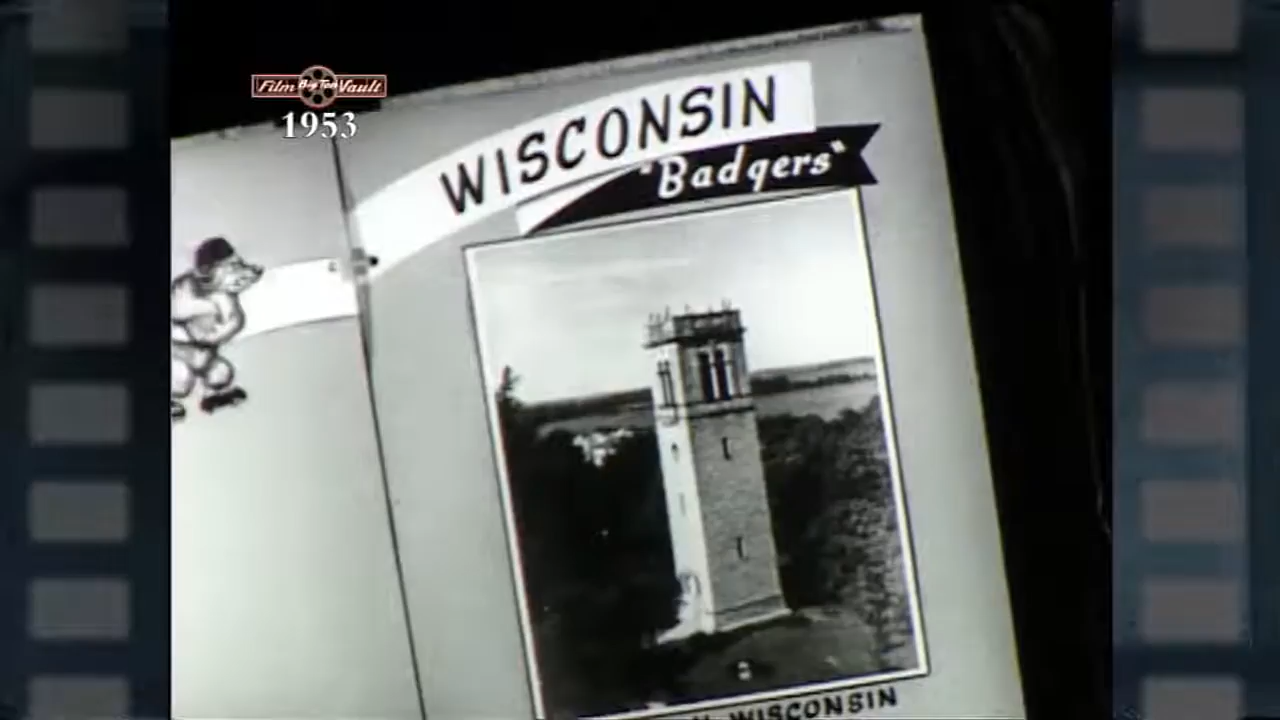 Film Big Ten Vault
1953
WISCONSIN
"Badgers"
WISCONSIN